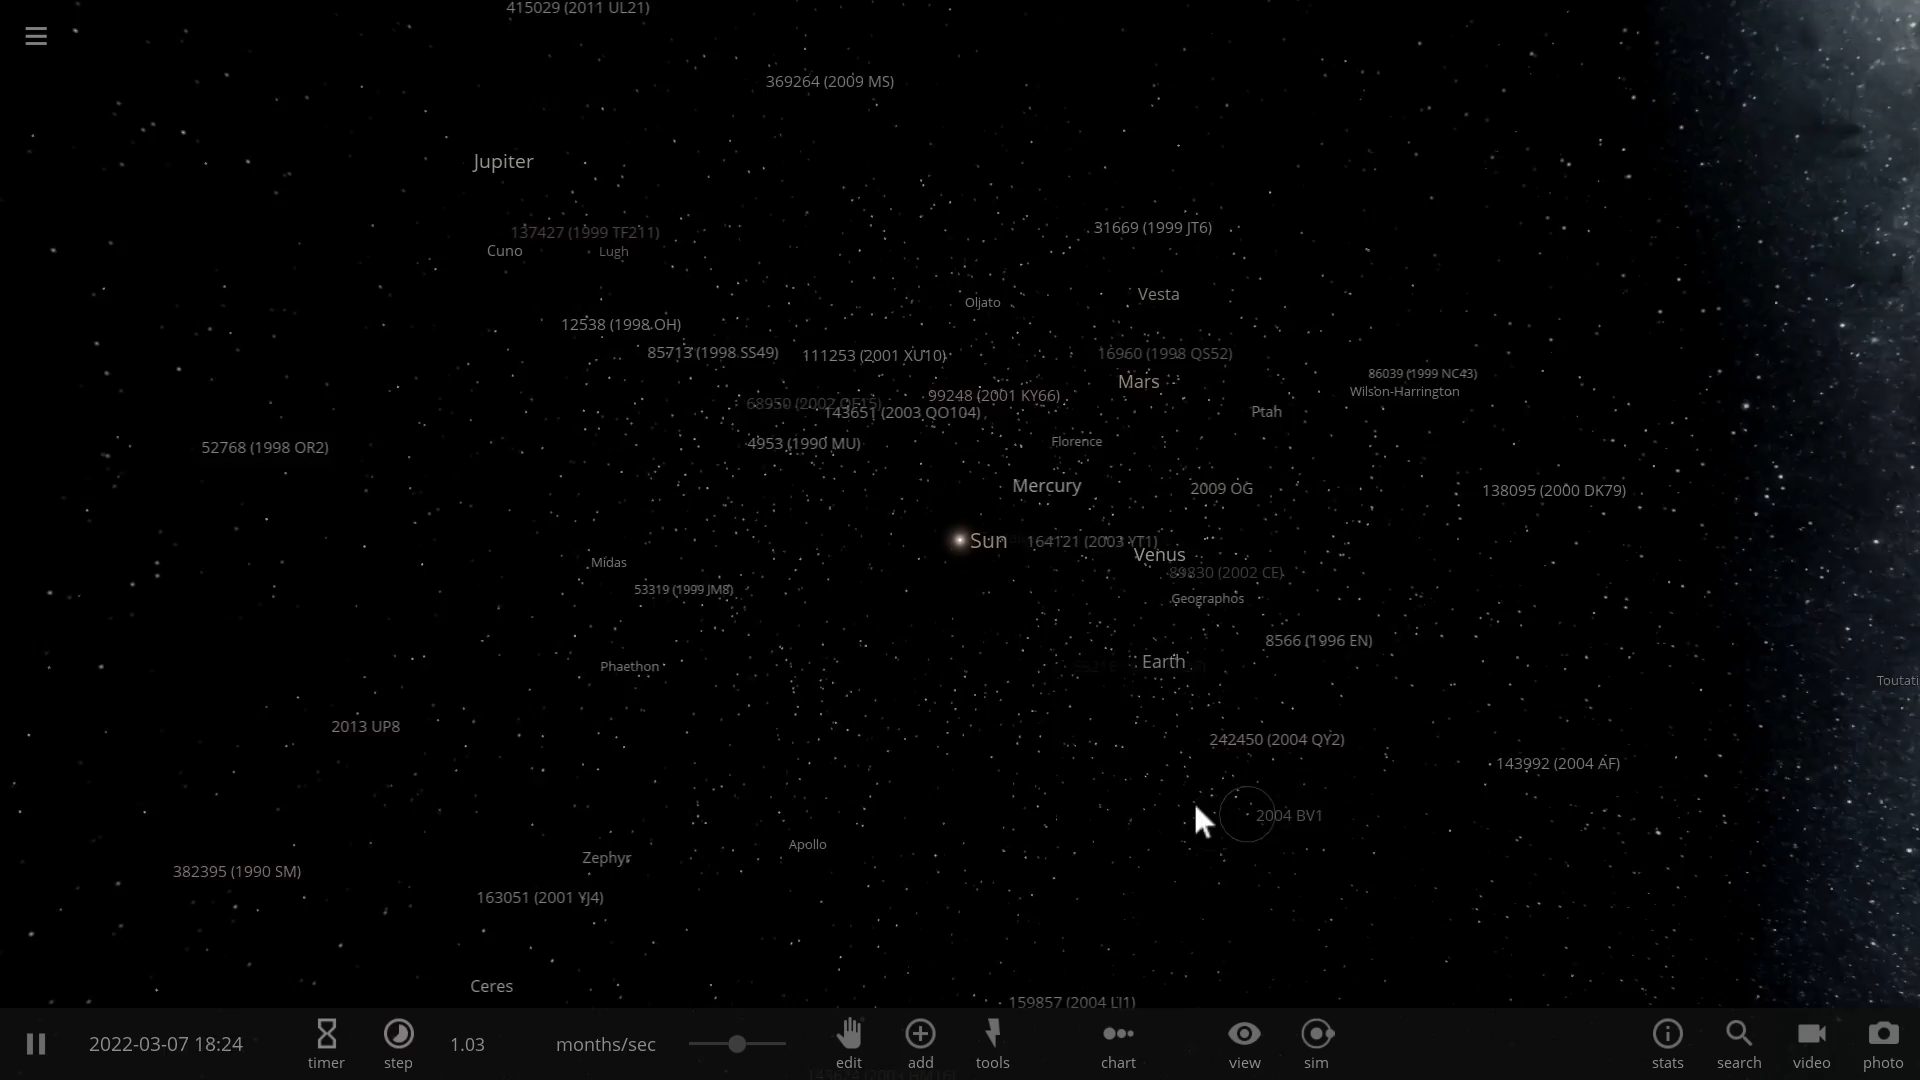 415029 (2011 UL21)
369264 (2009 MS)
Jupiter
31669 (1999 JT6)
137427 (1999 TF211)
Cuno
Lugh
Vesta
Oljato
12538 (1998 OH)
85713 (1998 SS49)
111253 (2001 XU10)
16960 (1998 QS52)
86039 (1999 NC43)
Mars
Wilson-Harrington
99248 (2001 KY66)
143651 (2003 QO104)
Ptah
4953 (1990 MU)
Florence
52768 (1998 OR2)
Mercury
2009 OG
138095 (2000 DK79)
Sun
164121 (2003 YT1)
Venus
Midas
89830 (2002 CE)
53319 (1999 JM8)
Geographos
8566 (1996 EN)
Earth
Phaethon
2013 UP8
242450 (2004 QY2)
143992 (2004 AF)
2004 BV1
Apollo
Zephyr
382395 (1990 SM)
163051 (2001 YJ4)
Ceres
159857 (2004 LJ1)
2022-03-07 18:24
timer
step
1.03
months/sec
edit
add
tools
chart
view
sim
stats
search
video
photo